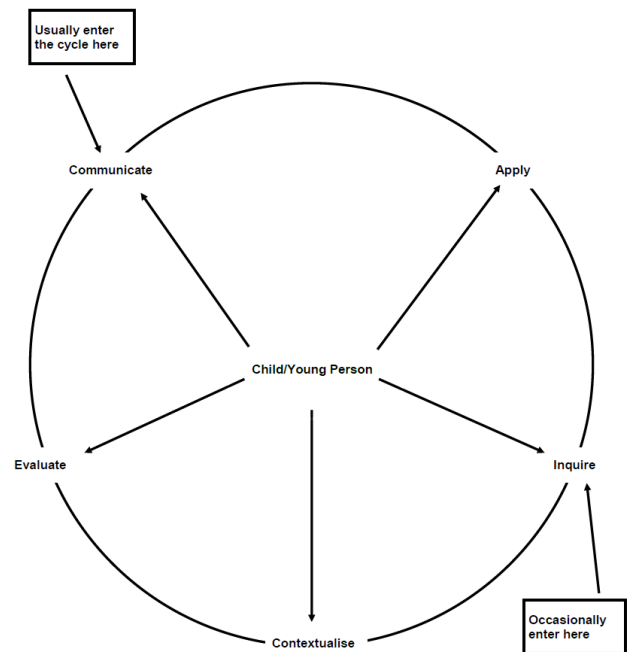 Usually enter
the cycle here
Communicate
Apply
Child/Young Person
Evaluate
Inquire
Occasionally
enter here
Contextualise